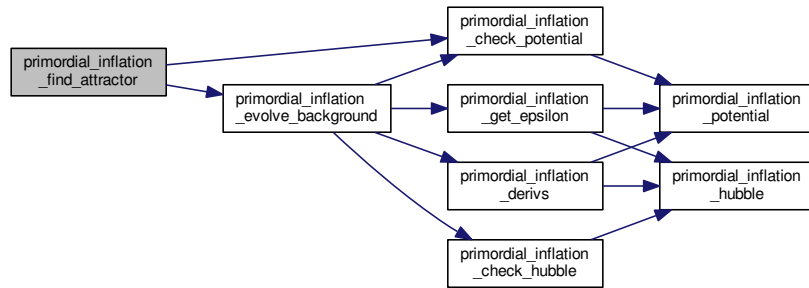 primordial_inflation
_find_attractor
primordial_inflation
_evolve_background
primordial_inflation
_check_potential
primordial_inflation
_get_epsilon
primordial_inflation
_derivs
primordial_inflation
_check_hubble
primordial_inflation
_potential
primordial_inflation
_hubble